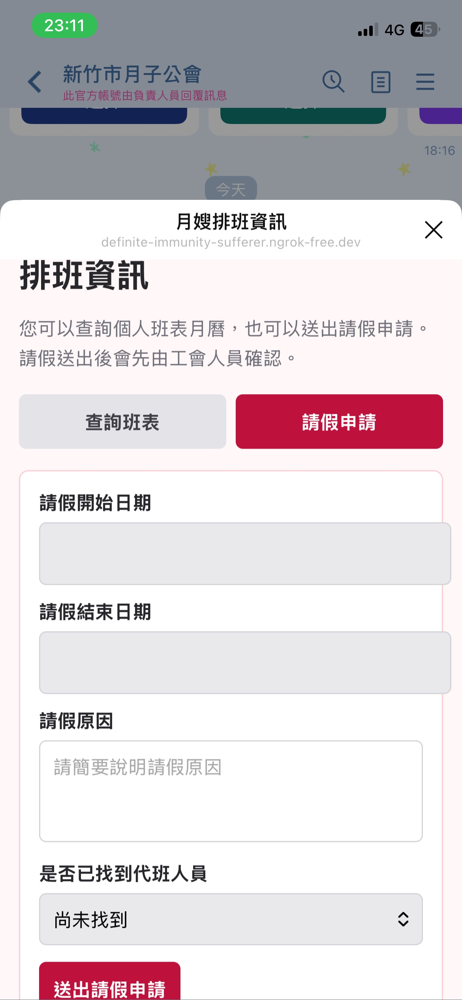 23:11
4G
45
新竹市月子公會
此官方帳號由負責人員回覆訊息
18:16
今天
月嫂排班資訊
definite-immunity-sufferer.ngrok-free.dev
排班資訊
您可以查詢個人班表月曆，也可以送出請假申請。
請假送出後會先由工會人員確認。
查詢班表
請假申請
請假開始日期
請假結束日期
請假原因
請簡要說明請假原因
是否已找到代班人員
尚未找到
送出請假申請